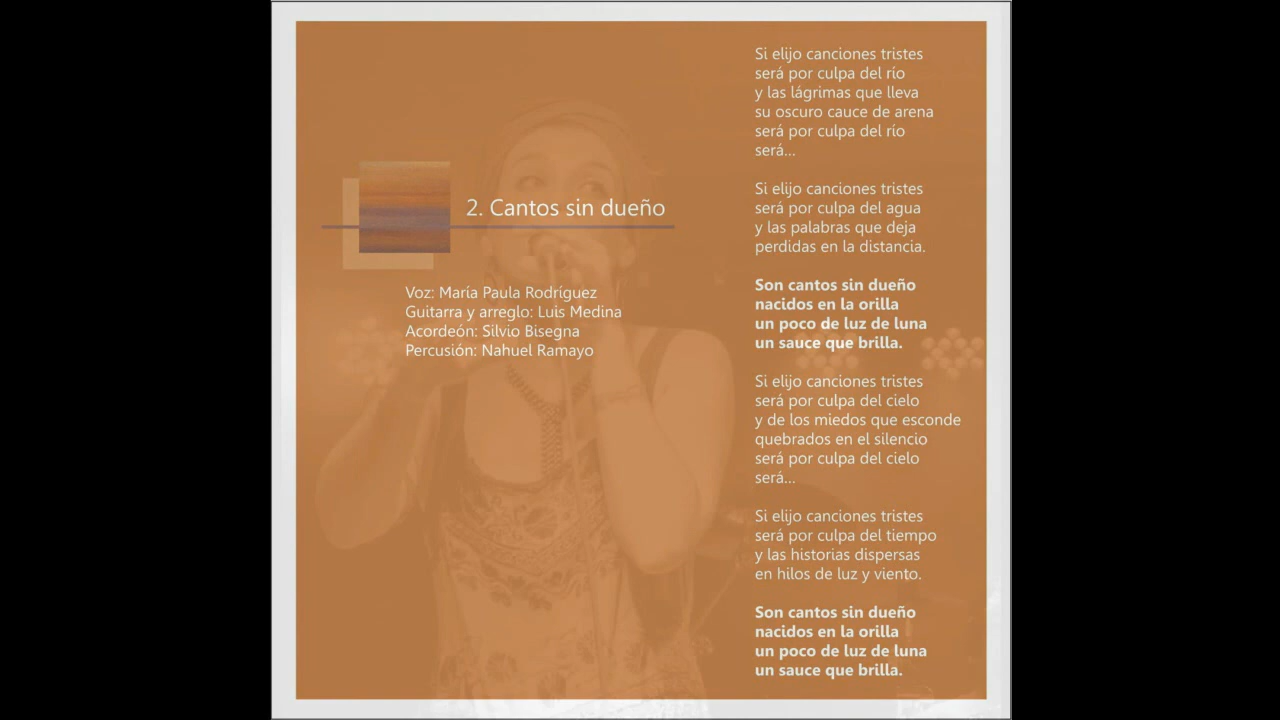 2. Cantos sin dueño
Voz: María Paula Rodríguez
Guitarra y arreglo: Luis Medina
Acordeón: Silvio Bisegna
Percusión: Nahuel Ramayo
Si elijo canciones tristes
será por culpa del río
y las lágrimas que lleva
su oscuro cauce de arena
será por culpa del río
será...
Si elijo canciones tristes
será por culpa del agua
y las palabras que deja
perdidas en la distancia.
Son cantos sin dueño
nacidos en la orilla
un poco de luz de luna
un sauce que brilla.
Si elijo canciones tristes
será por culpa del cielo
y de los miedos que esconde
quebrados en el silencio
será por culpa del cielo
será...
Si elijo canciones tristes
será por culpa del tiempo
y las historias dispersas
en hilos de luz y viento.
Son cantos sin dueño
nacidos en la orilla
un poco de luz de luna
un sauce que brilla.